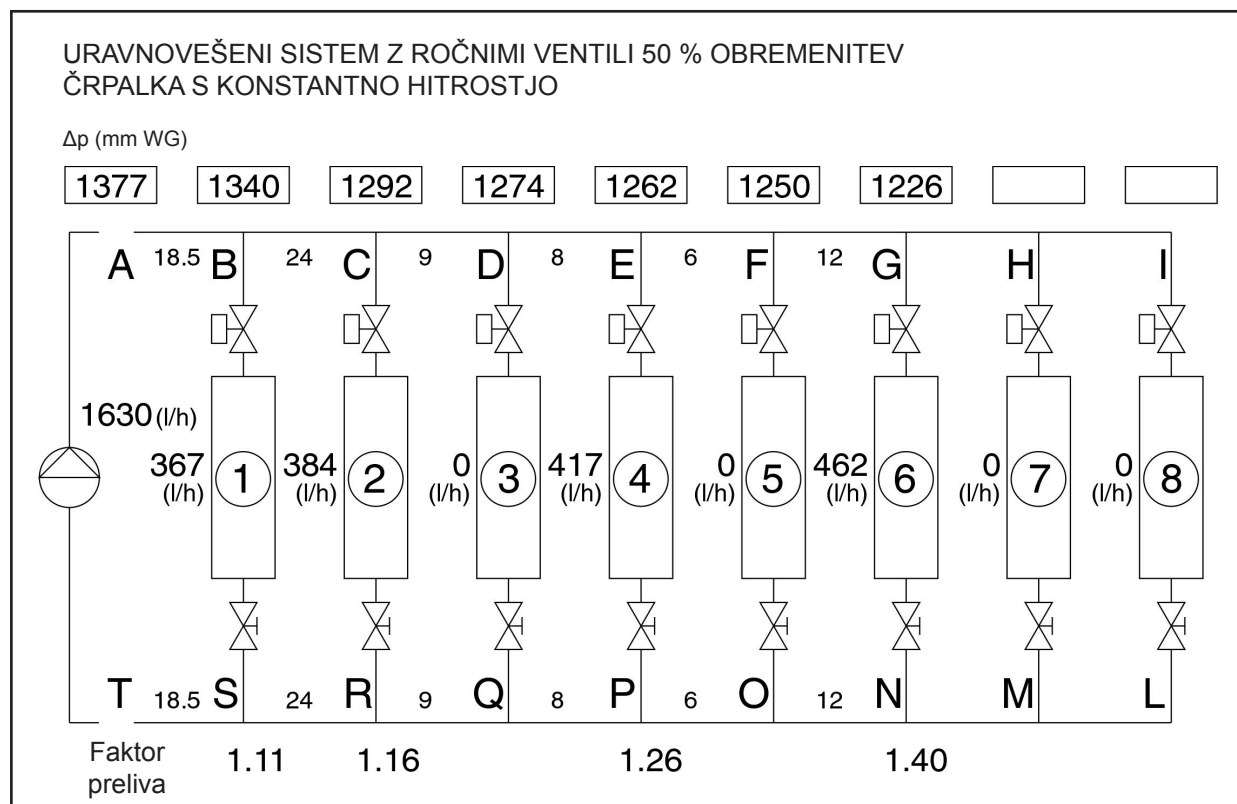 URAVNOVEŠENI SISTEM Z ROČNIMI VENTILI 50 % OBREMENITEV
ČRPALKA S KONSTANTNO HITROSTJO
Δp (mm WG)
1377 1340 1292 1274 1262 1250 1226
A 18.5 B 24 C 9 D 8 E 6 F 12 G H I
1630 (l/h)
367 (l/h) 1 384 (l/h) 2 0 (l/h) 3 417 (l/h) 4 0 (l/h) 5 462 (l/h) 6 0 (l/h) 7 0 (l/h) 8
T 18.5 S 24 R 9 Q 8 P 6 O 12 N M L
Faktor
preliva
1.11 1.16 1.26 1.40